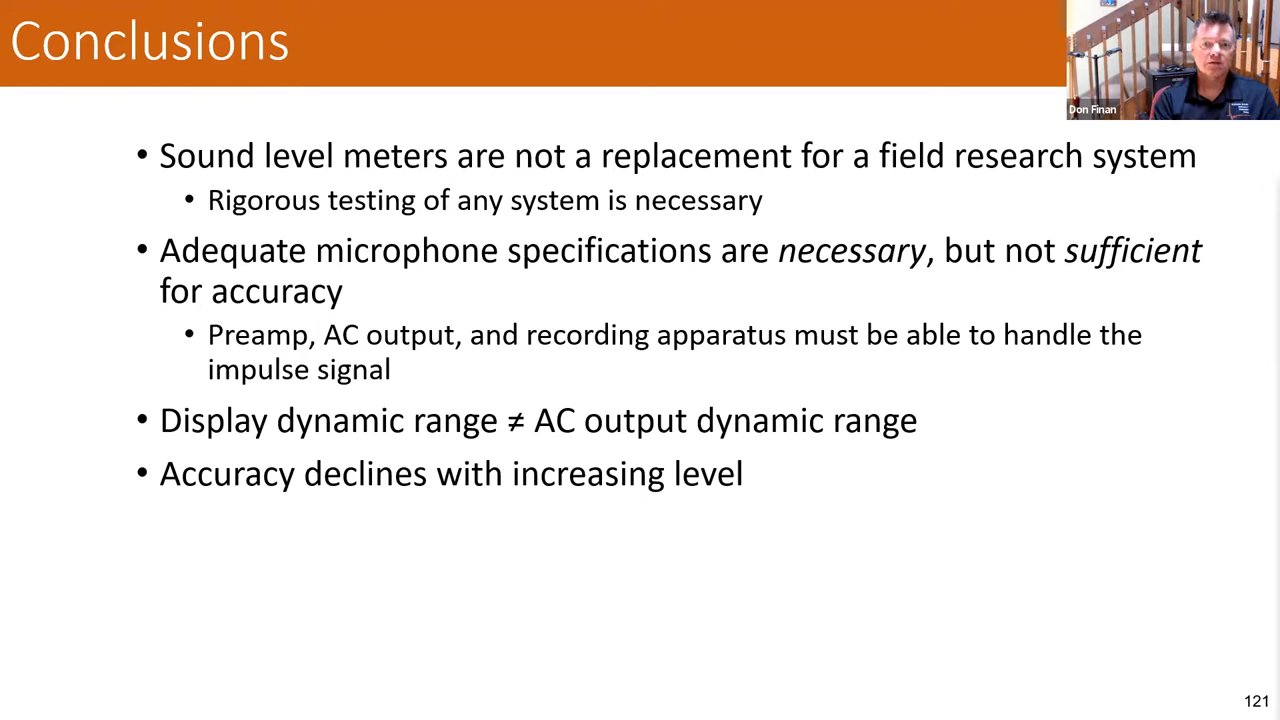 Conclusions
Don Finan
• Sound level meters are not a replacement for a field research system
• Rigorous testing of any system is necessary
• Adequate microphone specifications are necessary, but not sufficient
for accuracy
• Preamp, AC output, and recording apparatus must be able to handle the
impulse signal
• Display dynamic range ≠ AC output dynamic range
• Accuracy declines with increasing level
121